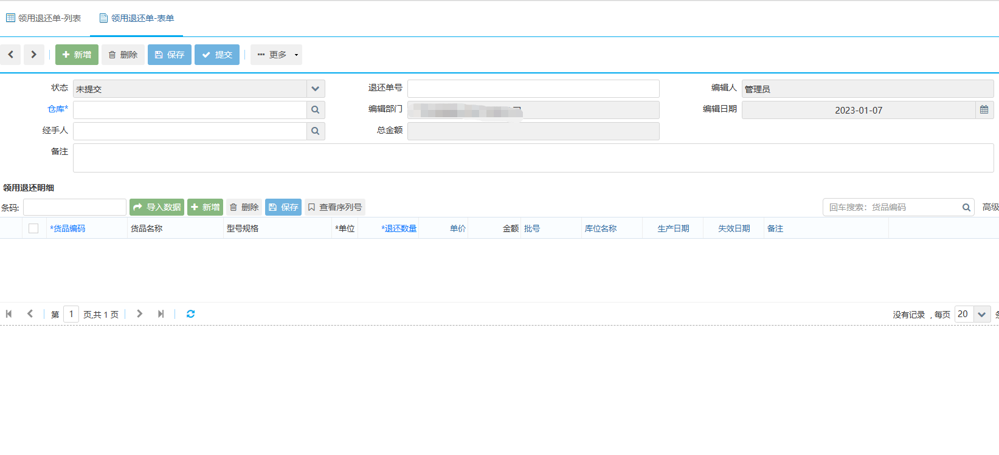 领用退还单-列表 领用退还单-表单
新增 删除 保存 提交 更多
状态 未提交 退还单号 编辑人 管理员
仓库* 编辑部门 编辑日期 2023-01-07
经手人 总金额
备注
领用退还明细
条码: 导入数据 新增 删除 保存 查看序列号 回车搜索：货品编码 高级
*货品编码 货品名称 型号规格 *单位 *退还数量 单价 金额 批号 库位名称 生产日期 失效日期 备注
第 1 页,共 1 页 没有记录 , 每页 20